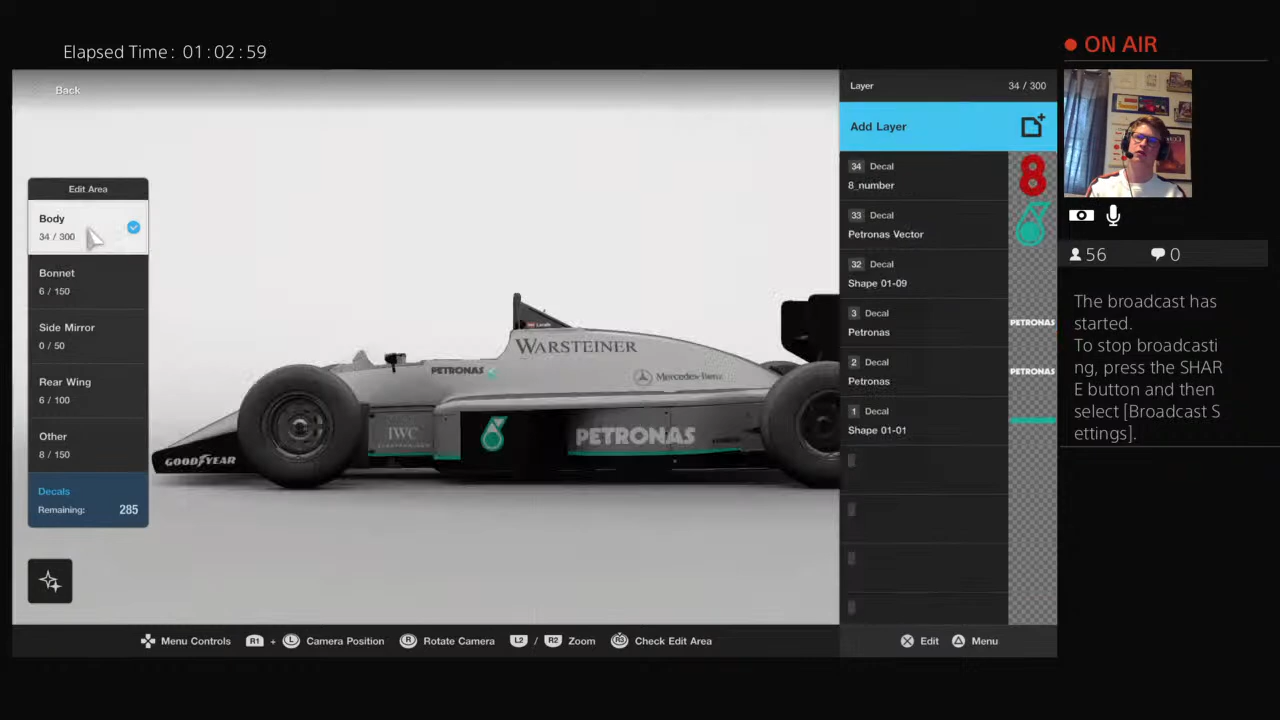 Elapsed Time: 01:02:59
ON AIR
Back
Layer 34 / 300
Add Layer
Edit Area
Body
34 / 300
Bonnet
6 / 150
Side Mirror
0 / 50
Rear Wing
6 / 100
Other
8 / 150
Decals
Remaining: 285
WARSTEINER
PETRONAS
Mercedes-Benz
IWC
PETRONAS
GOODYEAR
34 Decal
8_number
8
33 Decal
Petronas Vector
32 Decal
Shape 01-09
3 Decal
Petronas
PETRONAS
2 Decal
Petronas
PETRONAS
1 Decal
Shape 01-01
56 0
The broadcast has
started.
To stop broadcasti
ng, press the SHAR
E button and then
select [Broadcast S
ettings].
Menu Controls R1 + L Camera Position R Rotate Camera L2 / R2 Zoom R3 Check Edit Area
Edit Menu